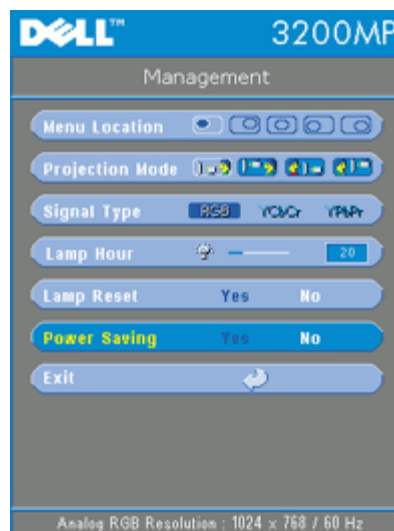 DELL™ 3200MP
Management
Menu Location
Projection Mode
Signal Type RGB YCbCr YPbPr
Lamp Hour 20
Lamp Reset Yes No
Power Saving Yes No
Exit
Analog RGB Resolution : 1024 x 768 / 60 Hz